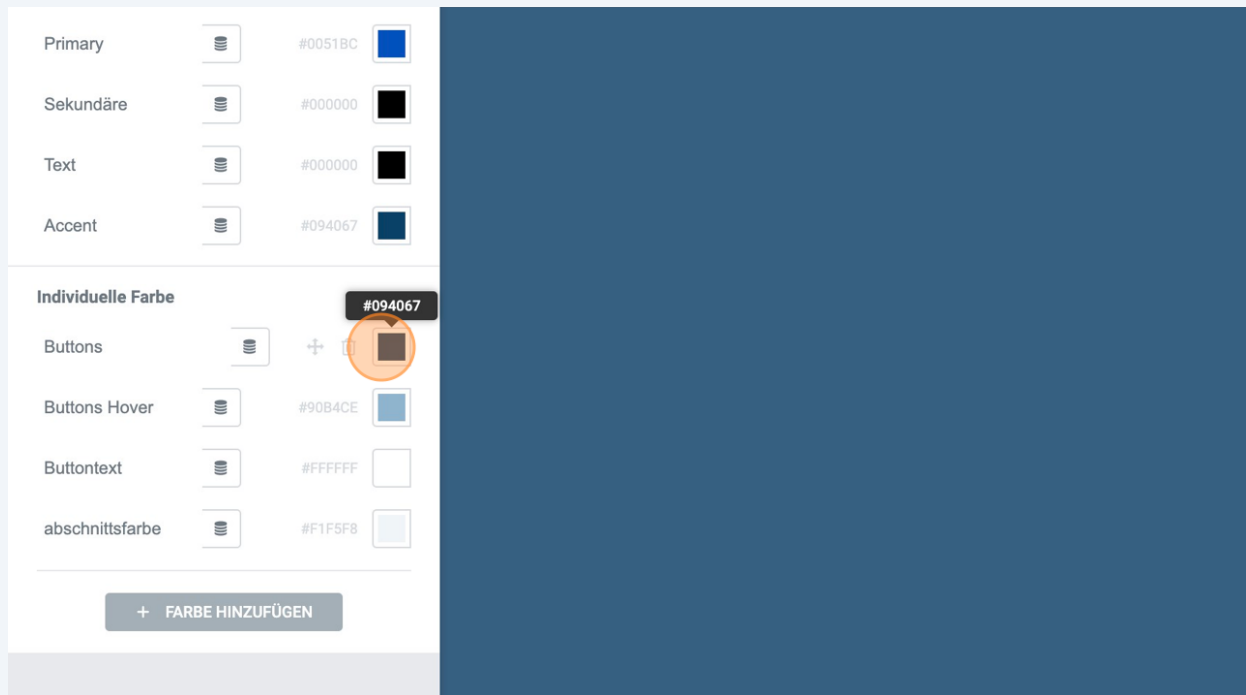 Primary #0051BC
Sekundäre #000000
Text #000000
Accent #094067
Individuelle Farbe
#094067
Buttons
Buttons Hover #90B4CE
Buttontext #FFFFFF
abschnittsfarbe #F1F5F8
+ FARBE HINZUFÜGEN